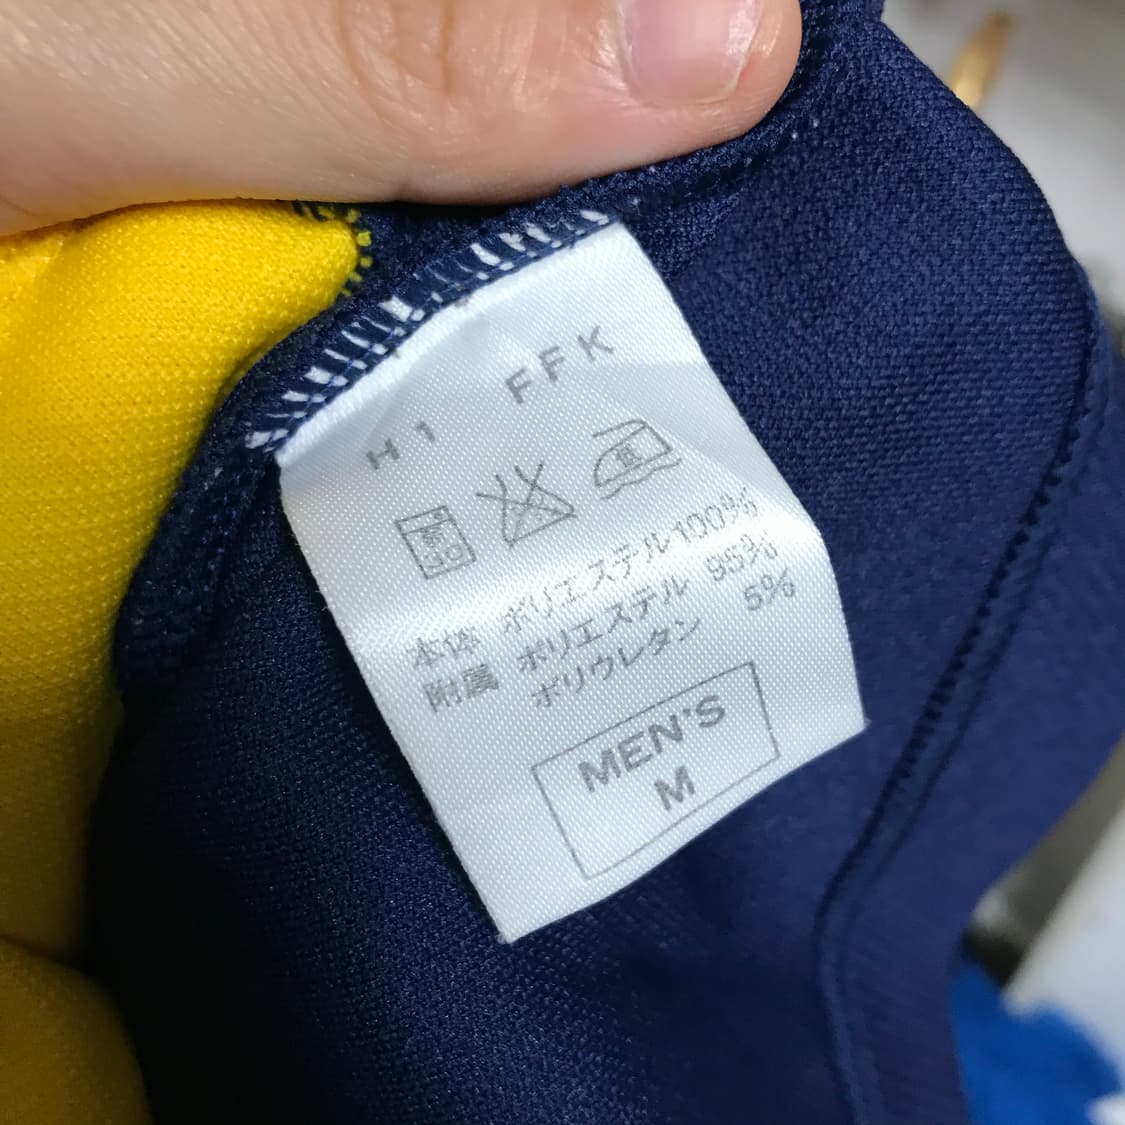 FFK
H1
本体 ポリエステル100%
附属 ポリエステル 95%
ポリウレタン 5%
MEN'S
M